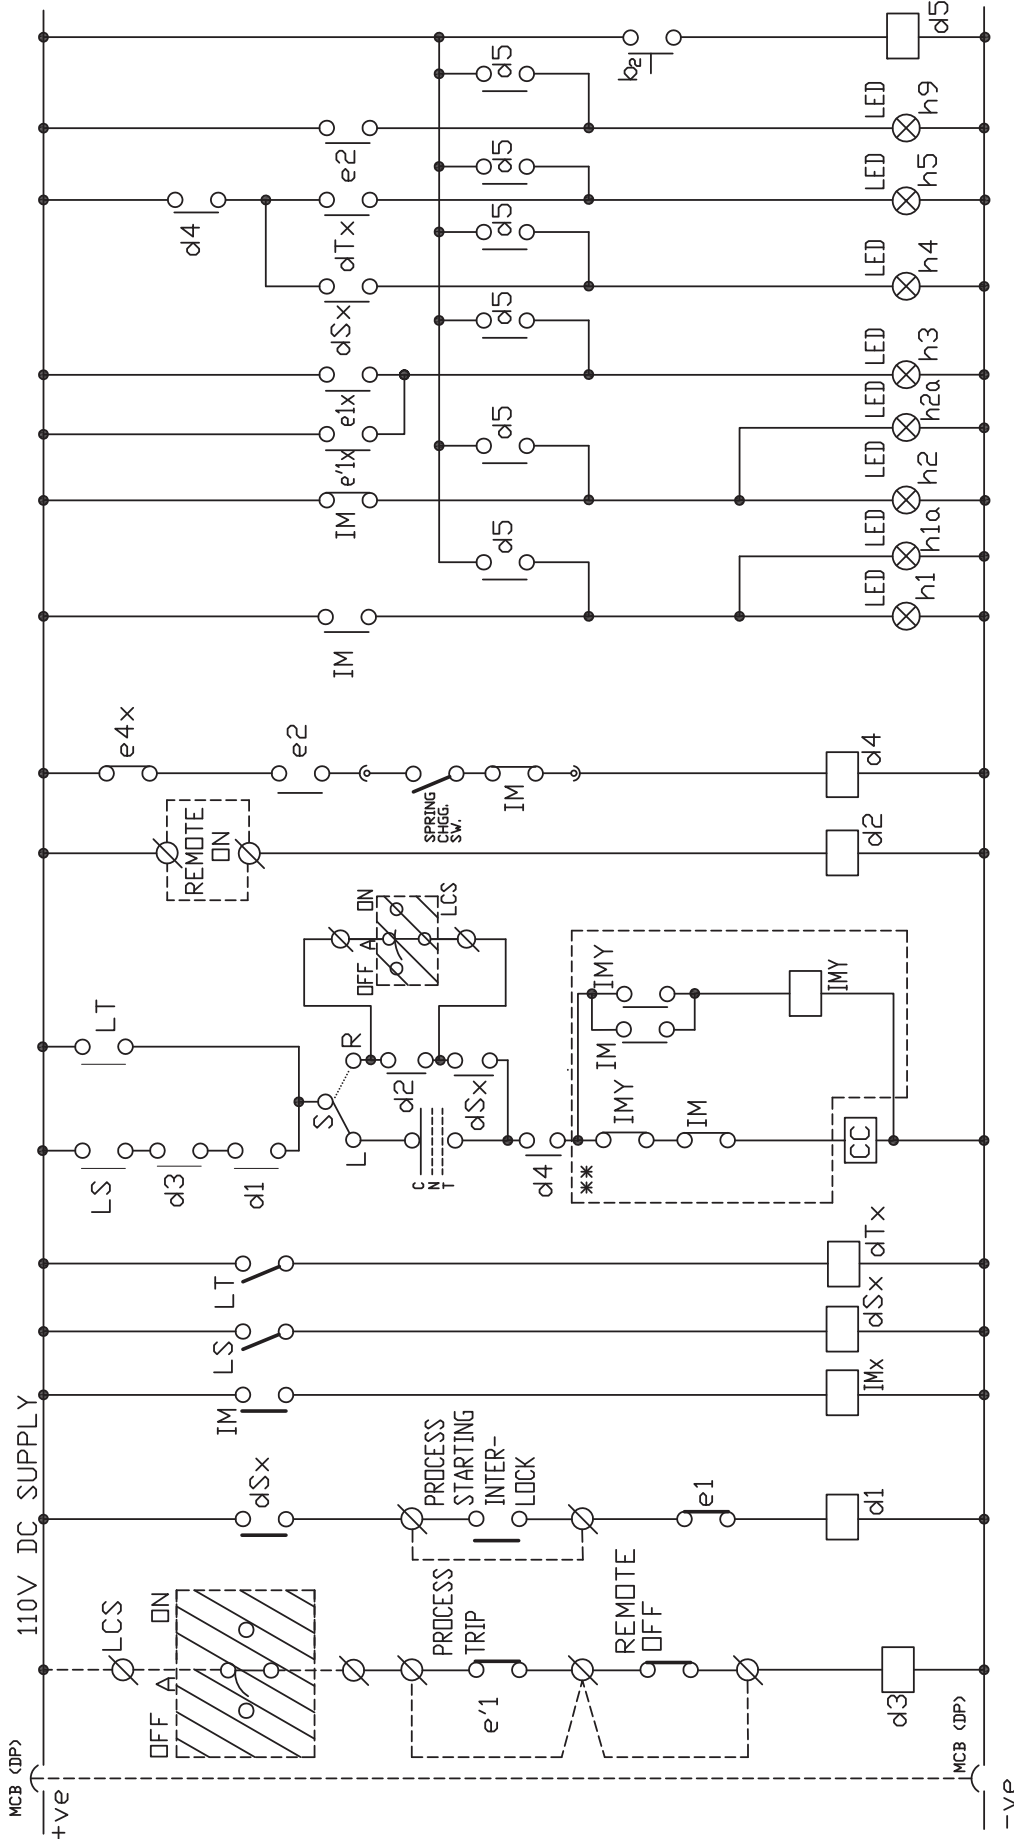 MCB (DP)
+ve
110V DC SUPPLY
MCB (DP)
-ve
LCS
OFF
A
ON
PROCESS
TRIP
e'1
REMOTE
OFF
d3
dSx
PROCESS
STARTING
INTER-
LOCK
e1
d1
IM
IMx
LS
dSx
LT
dTx
LS
d3
d1
LT
S
L
R
C
N
T
d2
dSx
OFF
A
ON
LCS
d4
**
IMY
IM
IM
IMY
IMY
CC
REMOTE
ON
d2
e4x
e2
SPRING
CHGG.
SW.
IM
d4
IM
d5
LED
h1
LED
h1a
IM
d5
LED
h2
LED
h2a
e'1x
e1x
d5
LED
h3
dSx
d5
LED
h4
d4
dTx
d5
LED
h5
e2
d5
LED
h9
b2
d5